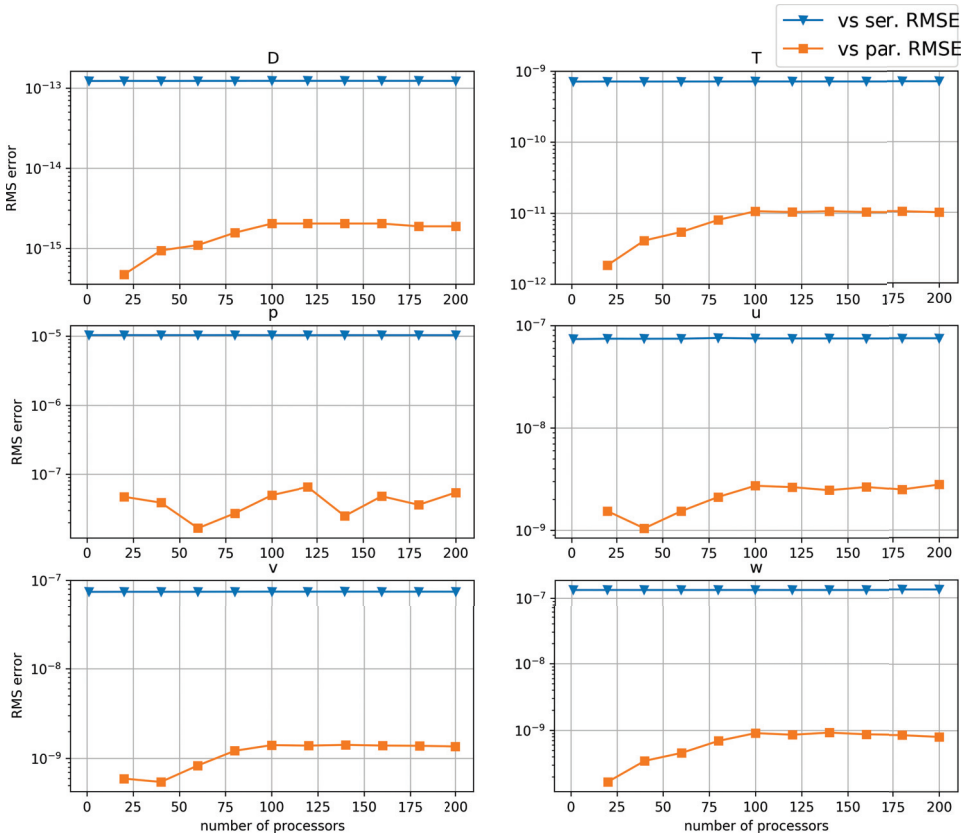 vs ser. RMSE
vs par. RMSE
D
T
RMS error
10⁻¹³
10⁻¹⁴
10⁻¹⁵
0 25 50 75 100 125 150 175 200
10⁻⁹
10⁻¹⁰
10⁻¹¹
10⁻¹²
0 25 50 75 100 125 150 175 200
p
u
RMS error
10⁻⁵
10⁻⁶
10⁻⁷
0 25 50 75 100 125 150 175 200
10⁻⁷
10⁻⁸
10⁻⁹
0 25 50 75 100 125 150 175 200
v
w
RMS error
10⁻⁷
10⁻⁸
10⁻⁹
0 25 50 75 100 125 150 175 200
number of processors
10⁻⁷
10⁻⁸
10⁻⁹
0 25 50 75 100 125 150 175 200
number of processors